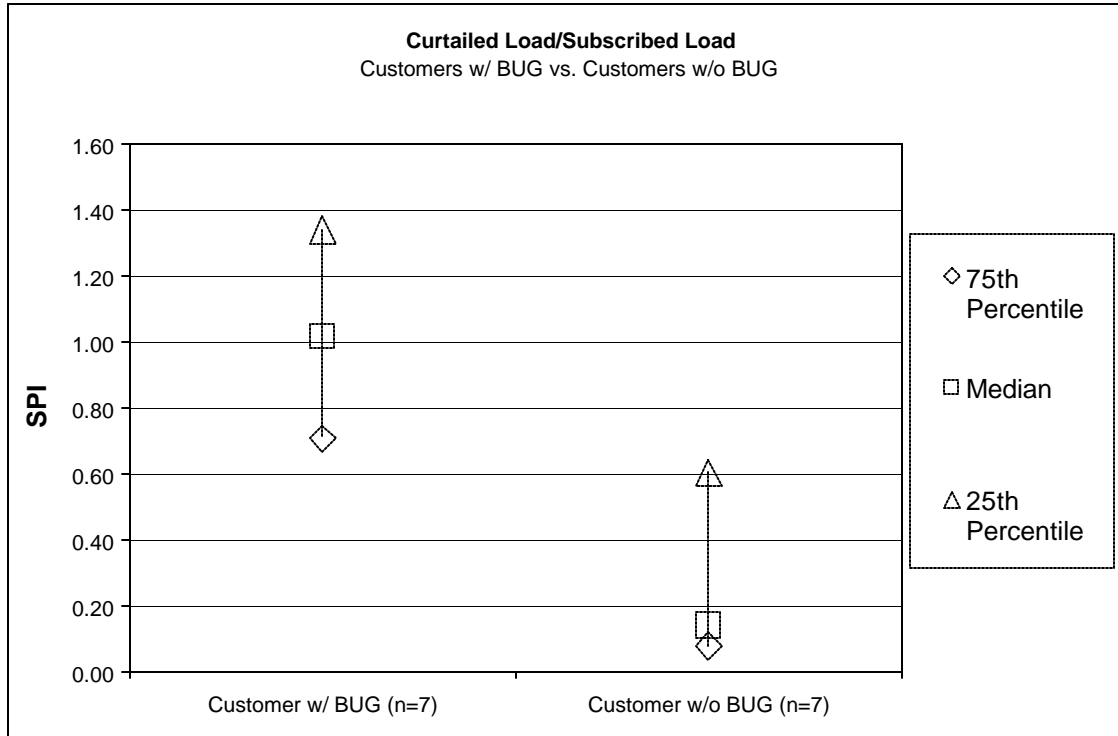 Curtailed Load/Subscribed Load
Customers w/ BUG vs. Customers w/o BUG
1.60
1.40
1.20
1.00
0.80
0.60
0.40
0.20
0.00
SPI
Customer w/ BUG (n=7)
Customer w/o BUG (n=7)
75th
Percentile
Median
25th
Percentile